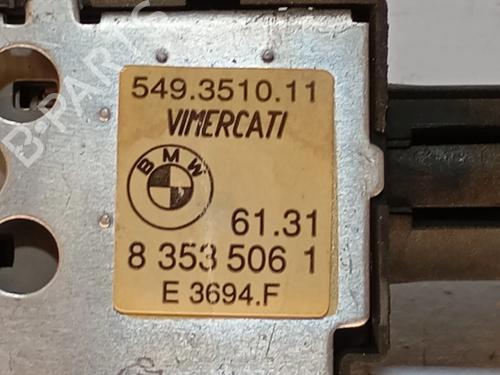 549.3510.11
VIMERCATI
BMW
61.31
8 353 506 1
E 3694.F
B-PARTS